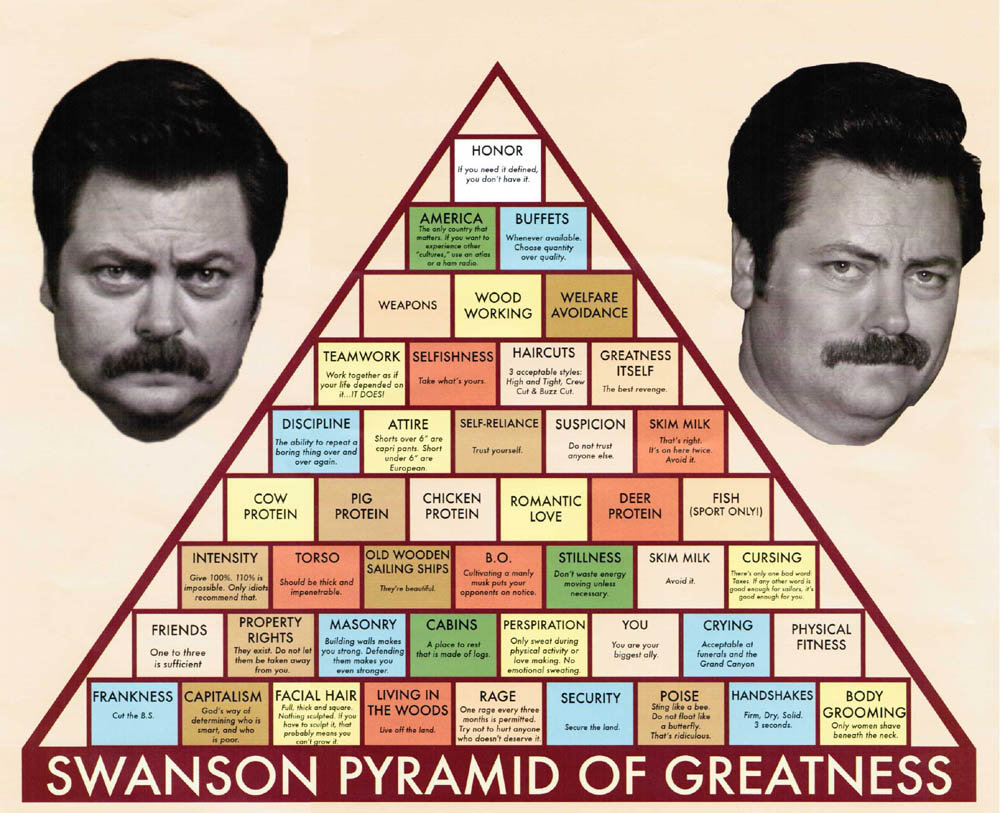 HONOR
If you need it defined,
you don't have it.
AMERICA
The only country that
matters. If you want to
experience other
"cultures," use an atlas
or a ham radio.
BUFFETS
Whenever available.
Choose quantity
over quality.
WEAPONS
WOOD
WORKING
WELFARE
AVOIDANCE
TEAMWORK
Work together as if
your life depended on
it...IT DOES!
SELFISHNESS
Take what's yours.
HAIRCUTS
3 acceptable styles:
High and Tight, Crew
Cut & Buzz Cut.
GREATNESS
ITSELF
The best revenge.
DISCIPLINE
The ability to repeat a
boring thing over and
over again.
ATTIRE
Shorts over 6" are
capri pants. Short
under 6" are
European.
SELF-RELIANCE
Trust yourself.
SUSPICION
Do not trust
anyone else.
SKIM MILK
That's right.
It's on here twice.
Avoid it.
COW
PROTEIN
PIG
PROTEIN
CHICKEN
PROTEIN
ROMANTIC
LOVE
DEER
PROTEIN
FISH
(SPORT ONLY!)
INTENSITY
Give 100%. 110% is
impossible. Only idiots
recommend that.
TORSO
Should be thick and
impenetrable.
OLD WOODEN
SAILING SHIPS
They're beautiful.
B.O.
Cultivating a manly
musk puts your
opponents on notice.
STILLNESS
Don't waste energy
moving unless
necessary.
SKIM MILK
Avoid it.
CURSING
There's only one bad word:
Taxes. If any other word is
good enough for sailors, it's
good enough for you.
FRIENDS
One to three
is sufficient
PROPERTY
RIGHTS
They exist. Do not let
them be taken away
from you.
MASONRY
Building walls makes
you strong. Defending
them makes you
even stronger.
CABINS
A place to rest
that is made of logs.
PERSPIRATION
Only sweat during
physical activity or
love making. No
emotional sweating.
YOU
You are your
biggest ally.
CRYING
Acceptable at
funerals and the
Grand Canyon
PHYSICAL
FITNESS
FRANKNESS
Cut the B.S.
CAPITALISM
God's way of
determining who is
smart, and who
is poor.
FACIAL HAIR
Full, thick and square.
Nothing sculpted. If you
have to sculpt it, that
probably means you
can't grow it.
LIVING IN
THE WOODS
Live off the land.
RAGE
One rage every three
months is permitted.
Try not to hurt anyone
who doesn't deserve it.
SECURITY
Secure the land.
POISE
Sting like a bee.
Do not float like
a butterfly.
That's ridiculous.
HANDSHAKES
Firm, Dry, Solid.
3 seconds.
BODY
GROOMING
Only women shave
beneath the neck.
SWANSON PYRAMID OF GREATNESS